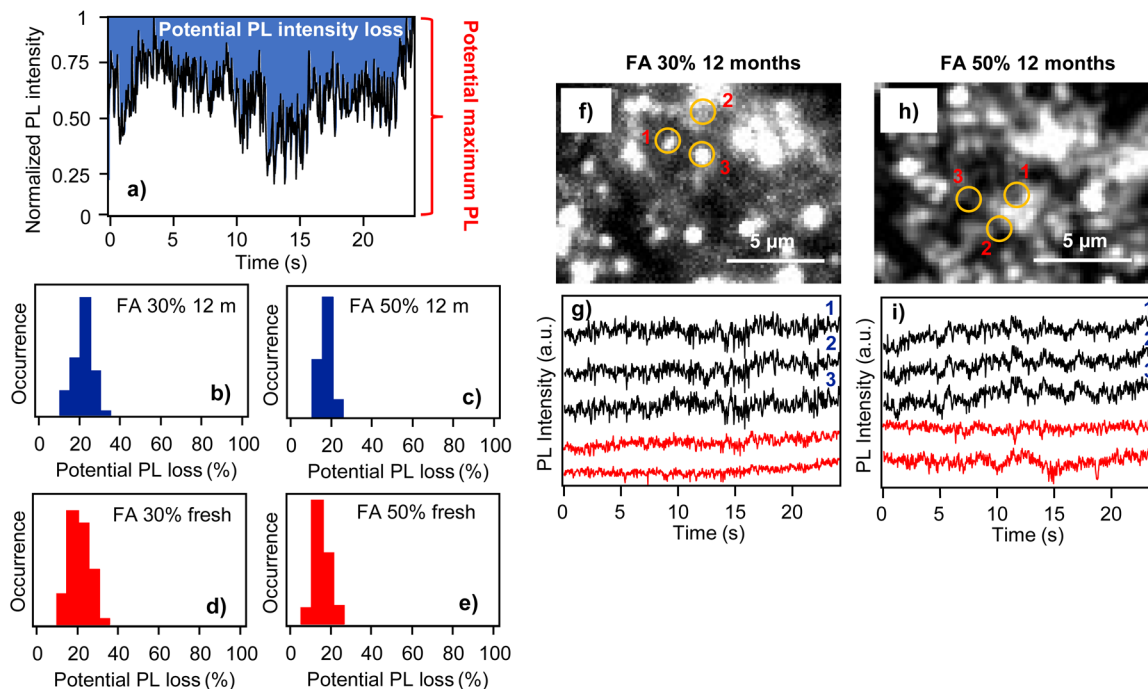 Potential PL intensity loss
Normalized PL intensity
1
0.75
0.50
0.25
0
a)
0 5 10 15 20
Time (s)
Potential maximum PL
FA 30% 12 m
b)
Occurrence
0 20 40 60 80 100
Potential PL loss (%)
FA 50% 12 m
c)
Occurrence
0 20 40 60 80 100
Potential PL loss (%)
FA 30% fresh
d)
Occurrence
0 20 40 60 80 100
Potential PL loss (%)
FA 50% fresh
e)
Occurrence
0 20 40 60 80 100
Potential PL loss (%)
FA 30% 12 months
f)
2
1
3
5 μm
g)
1
2
3
PL Intensity (a.u.)
0 5 10 15 20
Time (s)
FA 50% 12 months
h)
3
1
2
5 μm
i)
PL Intensity (a.u.)
0 5 10 15 20
Time (s)